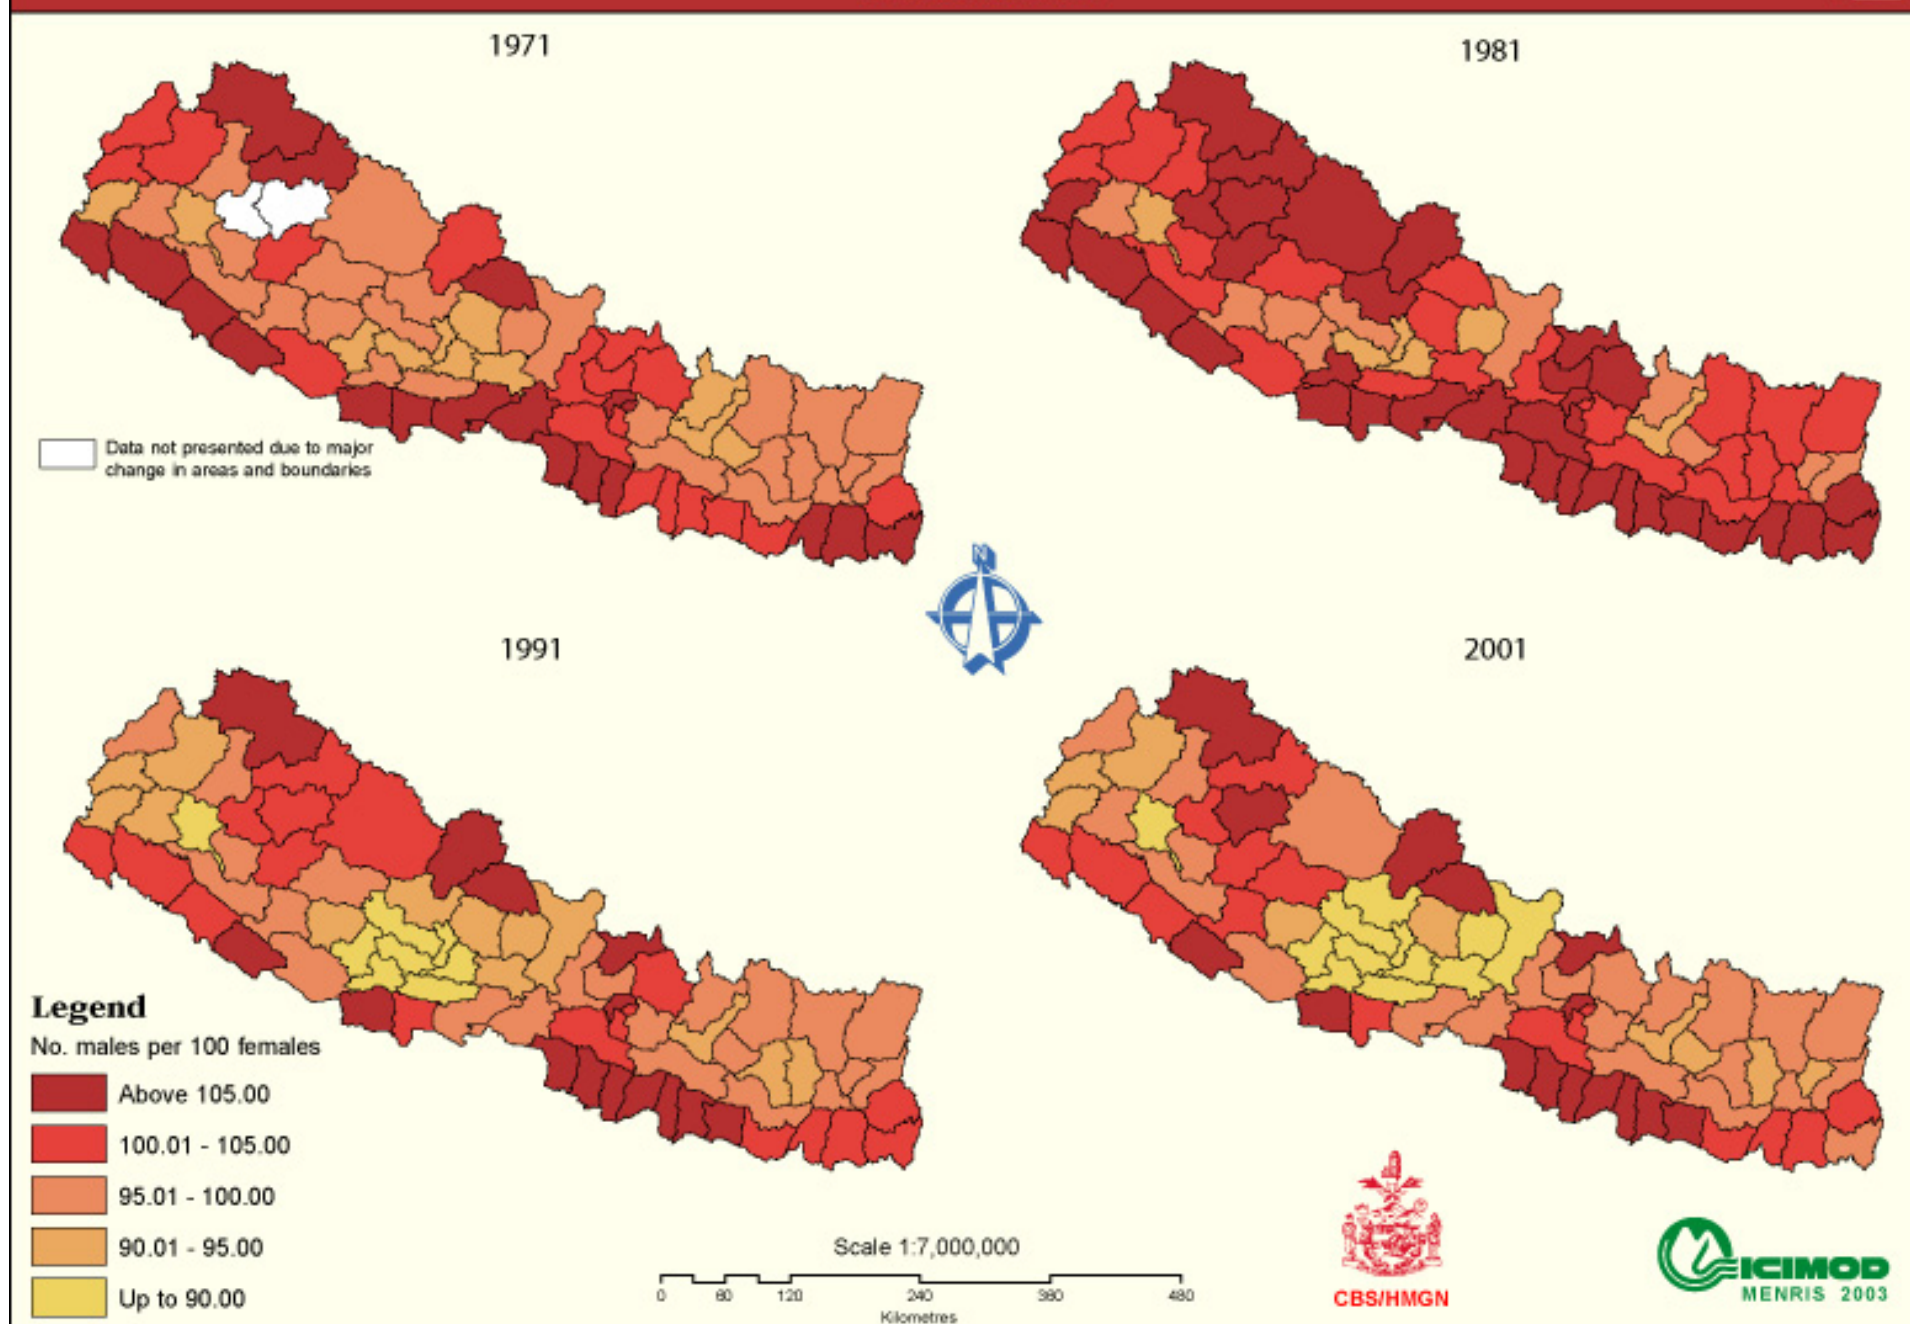 1971
1981
Data not presented due to major
change in areas and boundaries
N
1991
2001
Legend
No. males per 100 females
Above 105.00
100.01 - 105.00
95.01 - 100.00
90.01 - 95.00
Up to 90.00
Scale 1:7,000,000
0 60 120 240 360 480
Kilometres
CBS/HMGN
ICIMOD
MENRIS 2003